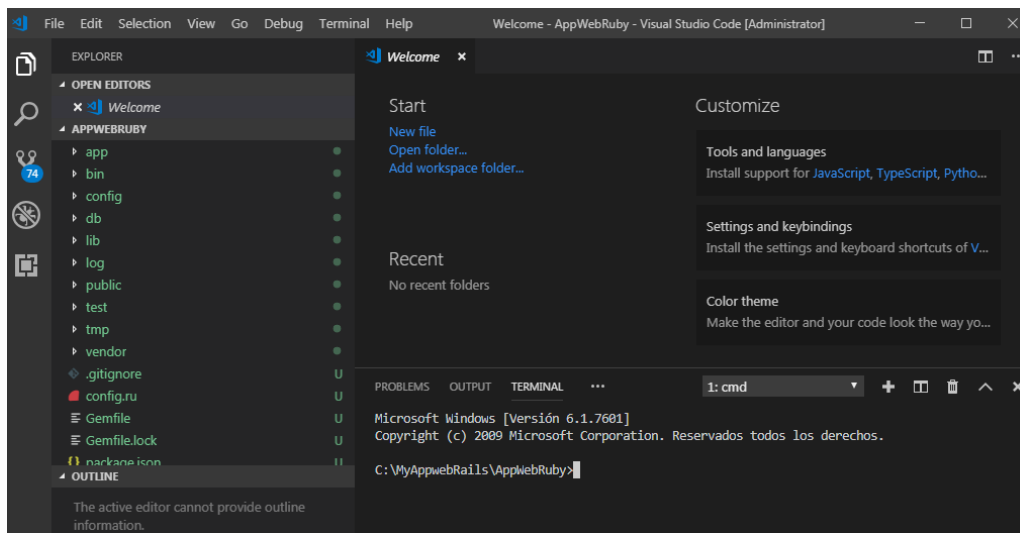 File Edit Selection View Go Debug Terminal Help Welcome - AppWebRuby - Visual Studio Code [Administrator]
EXPLORER
OPEN EDITORS
Welcome
APPWEBRUBY
app
bin
config
db
lib
log
public
test
tmp
vendor
.gitignore U
config.ru U
Gemfile U
Gemfile.lock U
package.json U
OUTLINE
The active editor cannot provide outline
information.
74
Welcome
Start
New file
Open folder...
Add workspace folder...
Recent
No recent folders
Customize
Tools and languages
Install support for JavaScript, TypeScript, Pytho...
Settings and keybindings
Install the settings and keyboard shortcuts of V...
Color theme
Make the editor and your code look the way yo...
PROBLEMS OUTPUT TERMINAL ... 1: cmd
Microsoft Windows [Versión 6.1.7601]
Copyright (c) 2009 Microsoft Corporation. Reservados todos los derechos.
C:\MyAppwebRails\AppWebRuby>